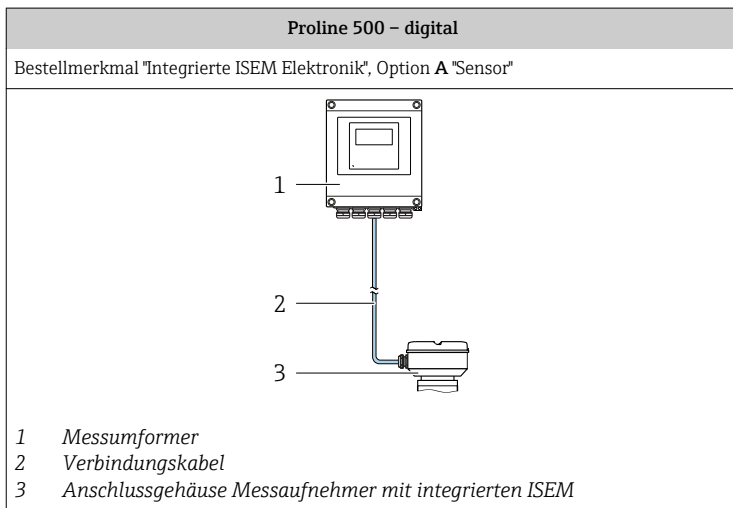 Proline 500 – digital
Bestellmerkmal "Integrierte ISEM Elektronik", Option A "Sensor"
1
2
3
1 Messumformer
2 Verbindungskabel
3 Anschlussgehäuse Messaufnehmer mit integrierten ISEM